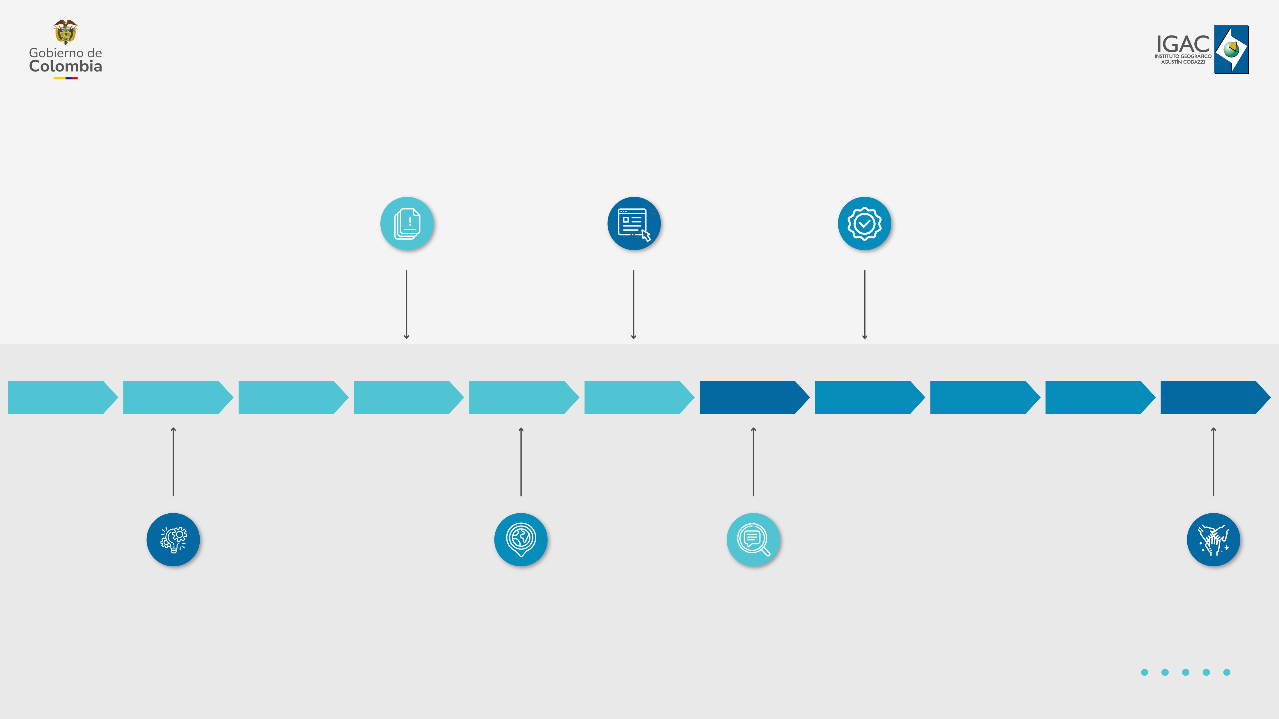 Gobierno de
Colombia
IGAC
INSTITUTO GEOGRÁFICO
AGUSTÍN CODAZZI